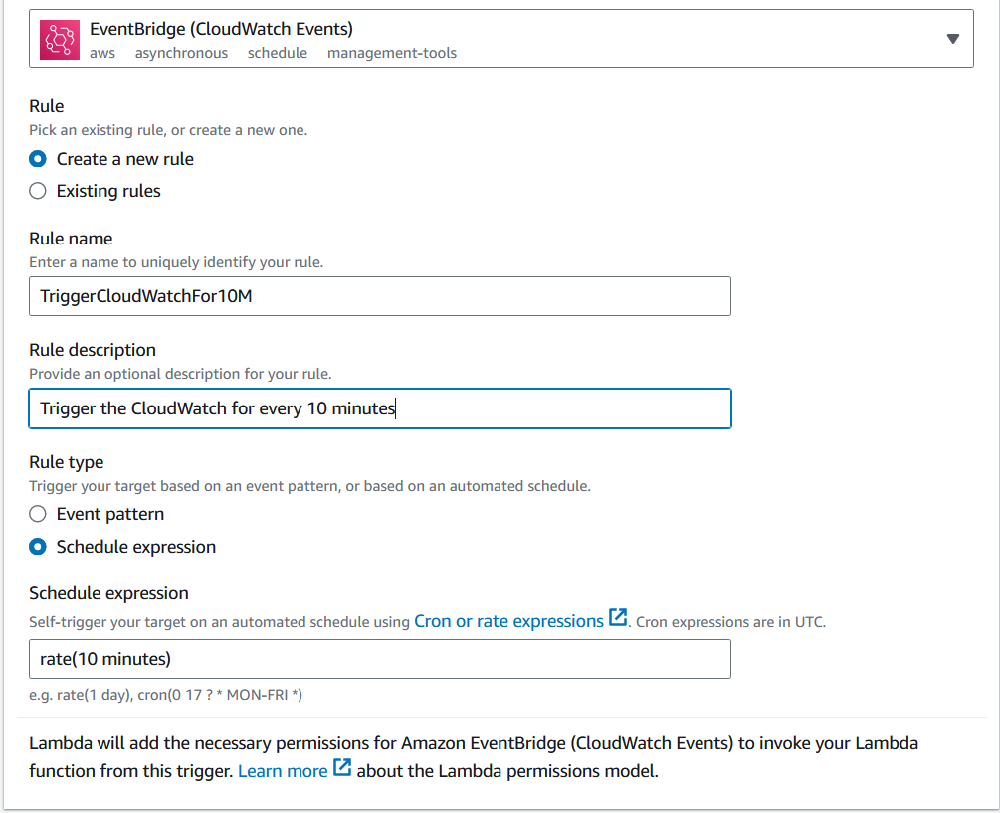 EventBridge (CloudWatch Events)
aws asynchronous schedule management-tools
Rule
Pick an existing rule, or create a new one.
Create a new rule
Existing rules
Rule name
Enter a name to uniquely identify your rule.
TriggerCloudWatchFor10M
Rule description
Provide an optional description for your rule.
Trigger the CloudWatch for every 10 minutes
Rule type
Trigger your target based on an event pattern, or based on an automated schedule.
Event pattern
Schedule expression
Schedule expression
Self-trigger your target on an automated schedule using Cron or rate expressions. Cron expressions are in UTC.
rate(10 minutes)
e.g. rate(1 day), cron(0 17 ? * MON-FRI *)
Lambda will add the necessary permissions for Amazon EventBridge (CloudWatch Events) to invoke your Lambda
function from this trigger. Learn more about the Lambda permissions model.